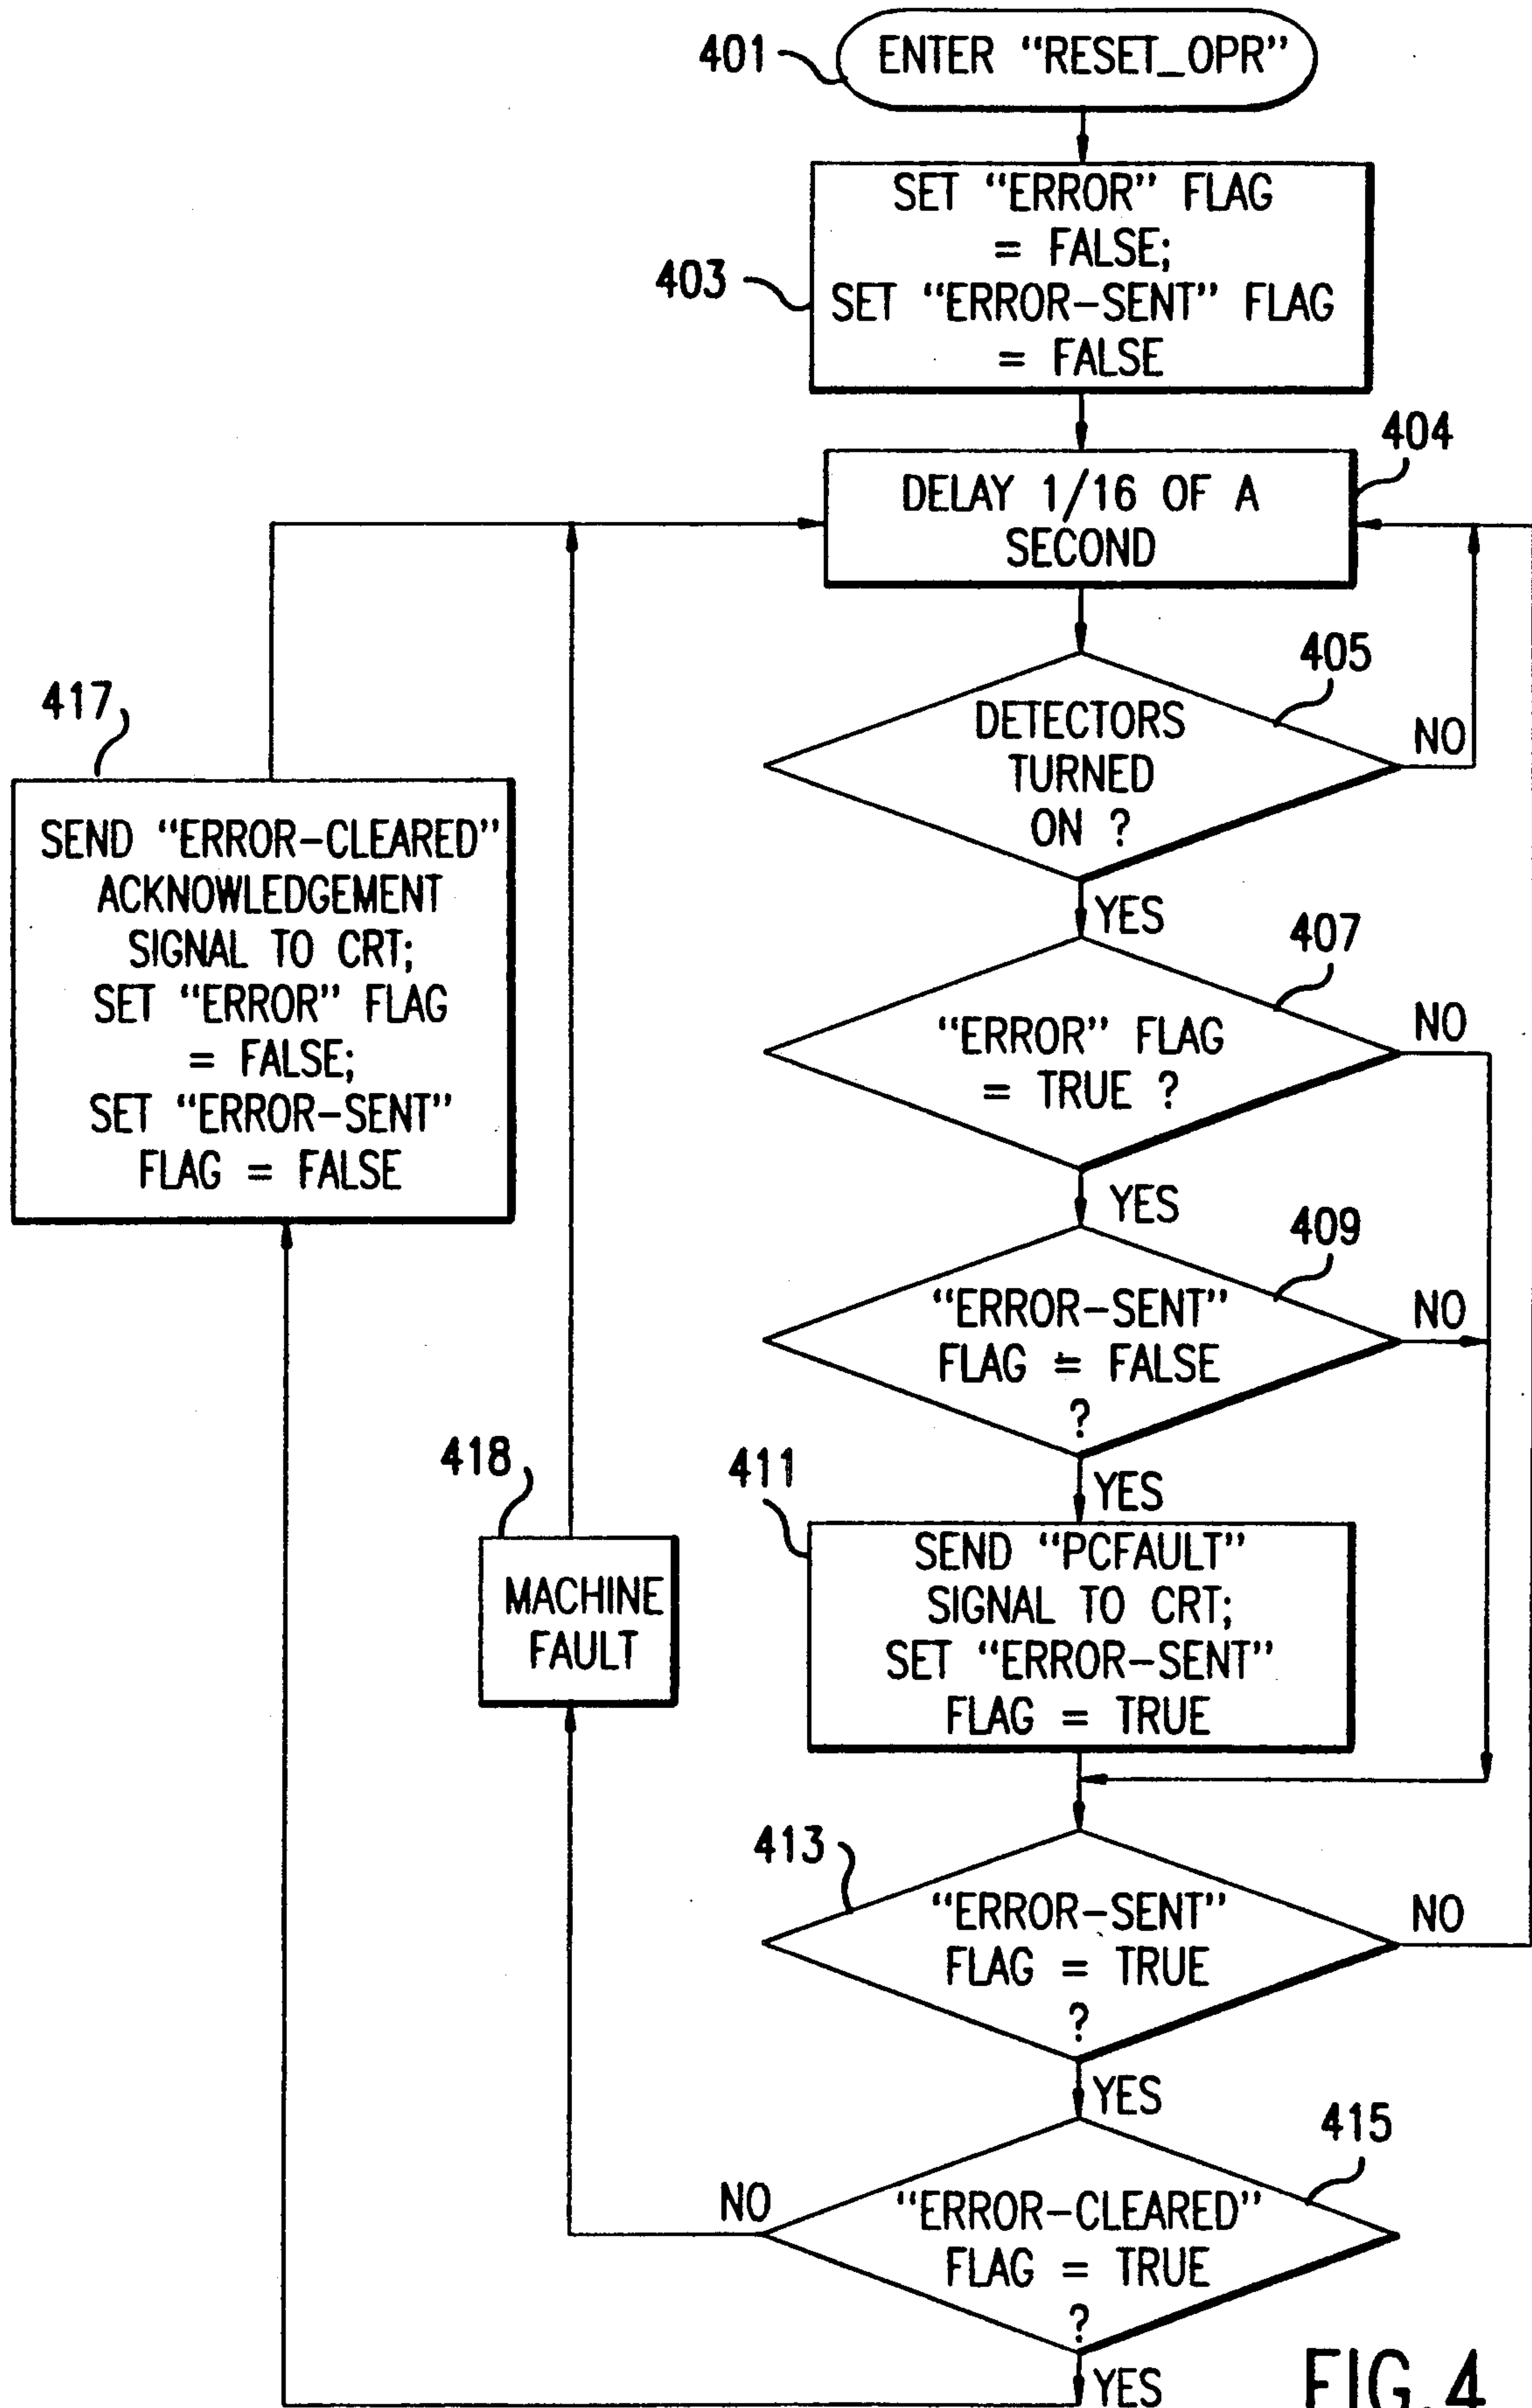 401
ENTER “RESET_OPR”
403
SET “ERROR” FLAG
= FALSE;
SET “ERROR-SENT” FLAG
= FALSE
404
DELAY 1/16 OF A
SECOND
405
DETECTORS
TURNED
ON ?
NO
YES
417
SEND “ERROR-CLEARED”
ACKNOWLEDGEMENT
SIGNAL TO CRT;
SET “ERROR” FLAG
= FALSE;
SET “ERROR-SENT”
FLAG = FALSE
407
“ERROR” FLAG
= TRUE ?
NO
YES
409
“ERROR-SENT”
FLAG = FALSE
?
NO
YES
418
MACHINE
FAULT
411
SEND “PCFAULT”
SIGNAL TO CRT;
SET “ERROR-SENT”
FLAG = TRUE
413
“ERROR-SENT”
FLAG = TRUE
?
NO
YES
415
“ERROR-CLEARED”
FLAG = TRUE
?
NO
YES
FIG.4